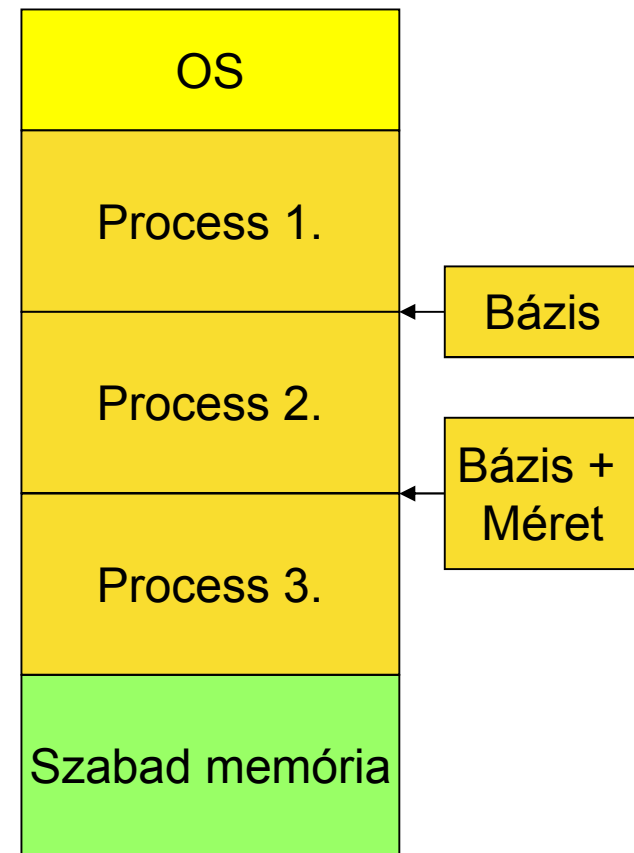 OS
Process 1.
Bázis
Process 2.
Bázis +
Méret
Process 3.
Szabad memória